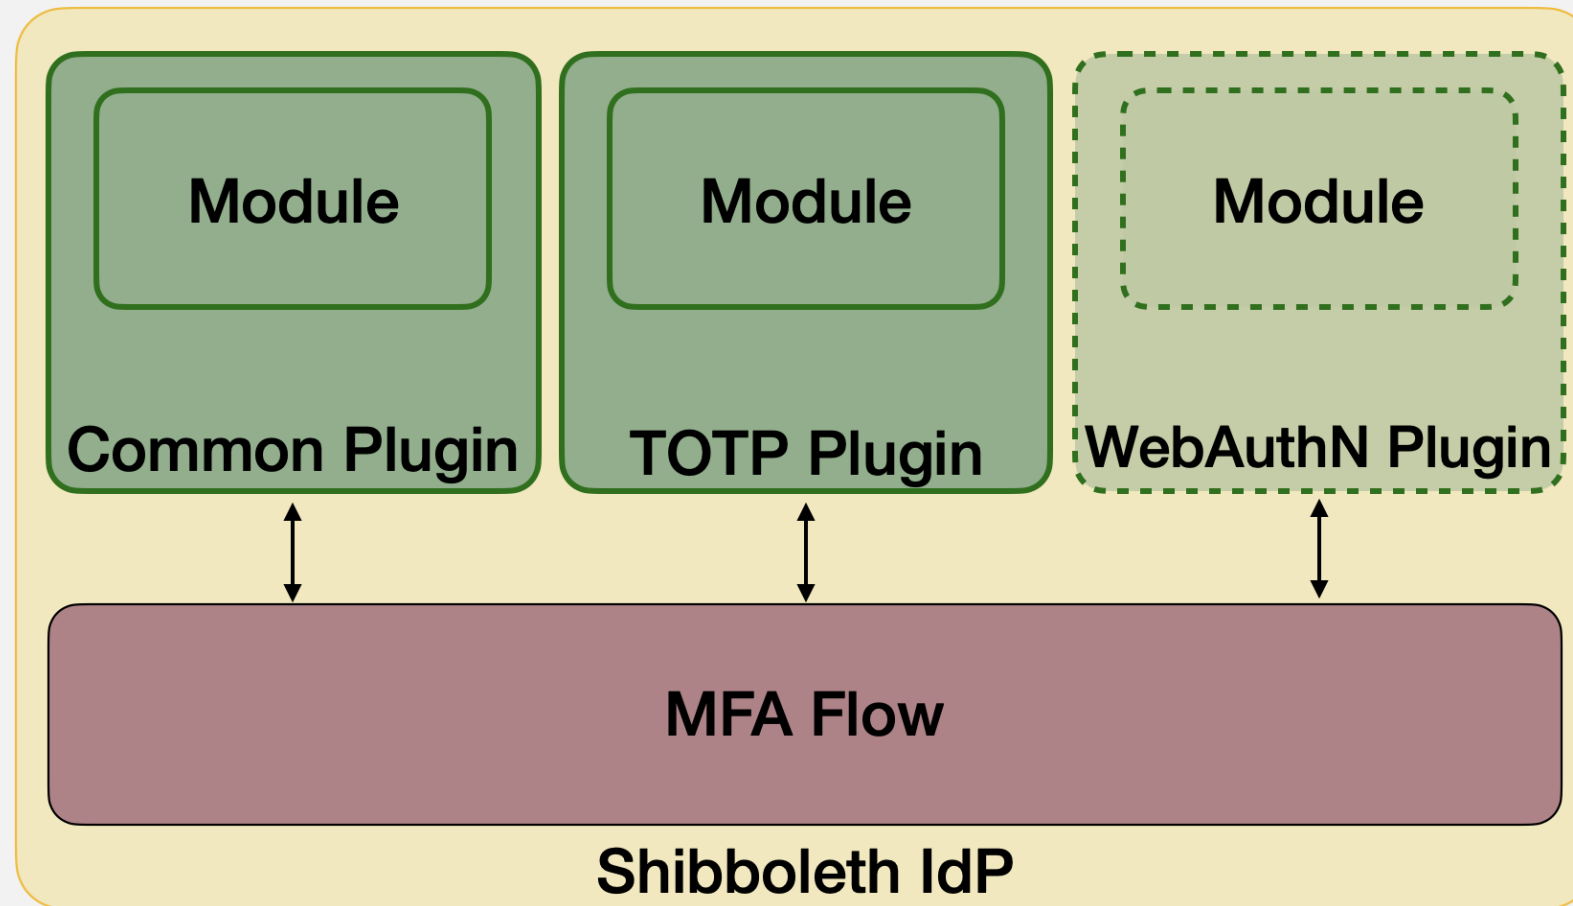 Module
Module
Module
Common Plugin
TOTP Plugin
WebAuthN Plugin
MFA Flow
Shibboleth IdP